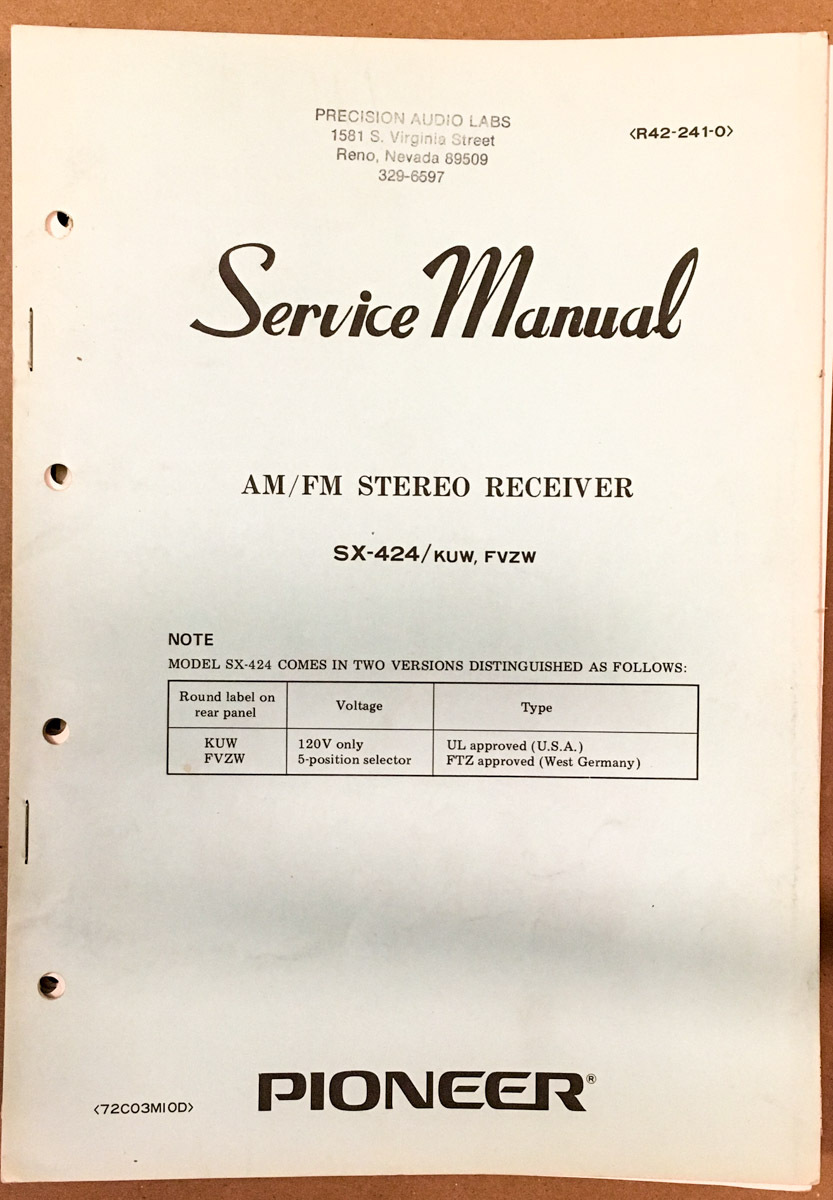 PRECISION AUDIO LABS
1581 S. Virginia Street
Reno, Nevada 89509
329-6597
<R42-241-0>
Service Manual
AM/FM STEREO RECEIVER
SX-424/KUW, FVZW
NOTE
MODEL SX-424 COMES IN TWO VERSIONS DISTINGUISHED AS FOLLOWS:
Round label on rear panel Voltage Type
KUW 120V only UL approved (U.S.A.)
FVZW 5-position selector FTZ approved (West Germany)
<72C03M10D>
PIONEER®